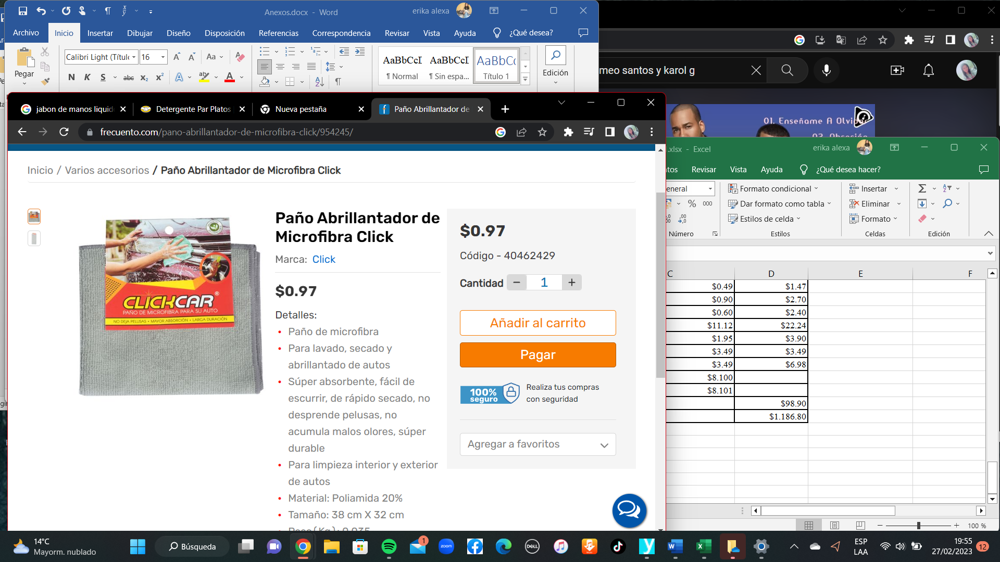 Anexos.docx - Word
erika alexa
Archivo
Inicio
Insertar
Dibujar
Diseño
Disposición
Referencias
Correspondencia
Revisar
Vista
Ayuda
¿Qué desea?
Pegar
Calibri Light (Títulc
16
Aa
N K S abc x₂ x²
AaBbCcI
¶ Normal
AaBbCcI
¶ Sin espa...
AaBbCc
Título 1
Edición
meo santos y karol g
01. Enseñame A Olvidar
jabon de manos liquid
Detergente Par Platos
Nueva pestaña
Paño Abrillantador de
frecuento.com/pano-abrillantador-de-microfibra-click/954245/
Inicio / Varios accesorios / Paño Abrillantador de Microfibra Click
CLICKCAR®
PAÑO DE MICROFIBRA PARA SU AUTO
NO DEJA PELUSAS • MAYOR ABSORCIÓN • LARGA DURACIÓN
Paño Abrillantador de
Microfibra Click
Marca: Click
$0.97
Detalles:
• Paño de microfibra
• Para lavado, secado y
abrillantado de autos
• Súper absorbente, fácil de
escurrir, de rápido secado, no
desprende pelusas, no
acumula malos olores, súper
durable
• Para limpieza interior y exterior
de autos
• Material: Poliamida 20%
• Tamaño: 38 cm X 32 cm
$0.97
Código - 40462429
Cantidad − 1 +
Añadir al carrito
Pagar
100%
seguro
Realiza tus compras
con seguridad
Agregar a favoritos
.xlsx - Excel
erika alexa
tos
Revisar
Vista
Ayuda
¿Qué desea hacer?
eneral
% 000
Número
Formato condicional
Dar formato como tabla
Estilos de celda
Estilos
Insertar
Eliminar
Formato
Celdas
Edición
C D E F
$0.49 $1.47
$0.90 $2.70
$0.60 $2.40
$11.12 $22.24
$1.95 $3.90
$3.49 $3.49
$3.49 $6.98
$8.100
$8.101
$98.90
$1.186.80
100 %
14°C
Mayorm. nublado
Búsqueda
1
zoom
DELL
ESP
LAA
19:55
27/02/2023
12